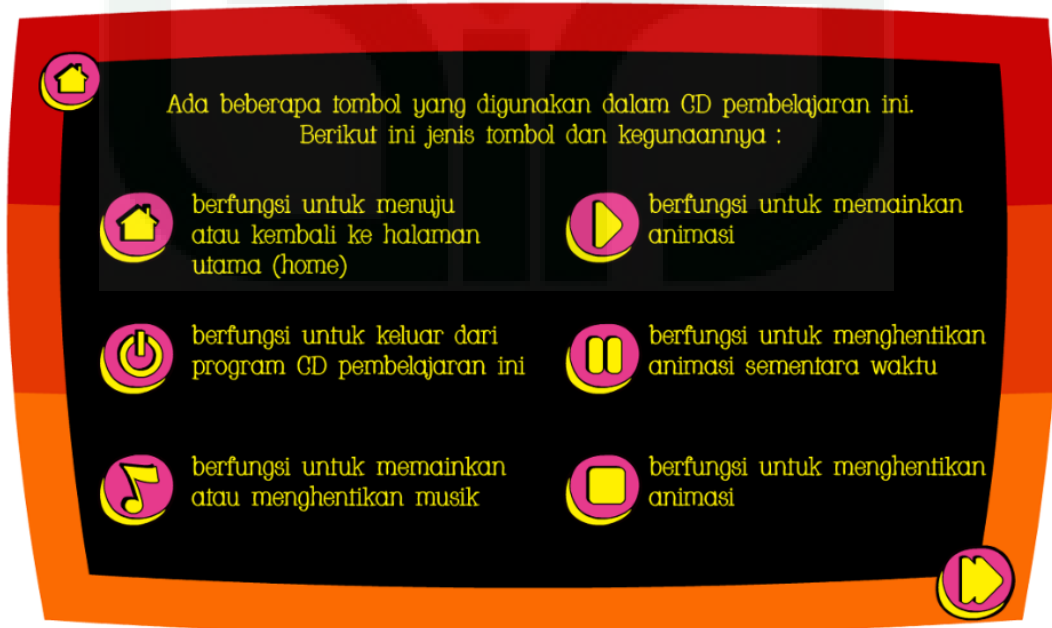 Ada beberapa tombol yang digunakan dalam CD pembelajaran ini.
Berikut ini jenis tombol dan kegunaannya :
berfungsi untuk menuju
atau kembali ke halaman
utama (home)
berfungsi untuk keluar dari
program CD pembelajaran ini
berfungsi untuk memainkan
atau menghentikan musik
berfungsi untuk memainkan
animasi
berfungsi untuk menghentikan
animasi sementara waktu
berfungsi untuk menghentikan
animasi